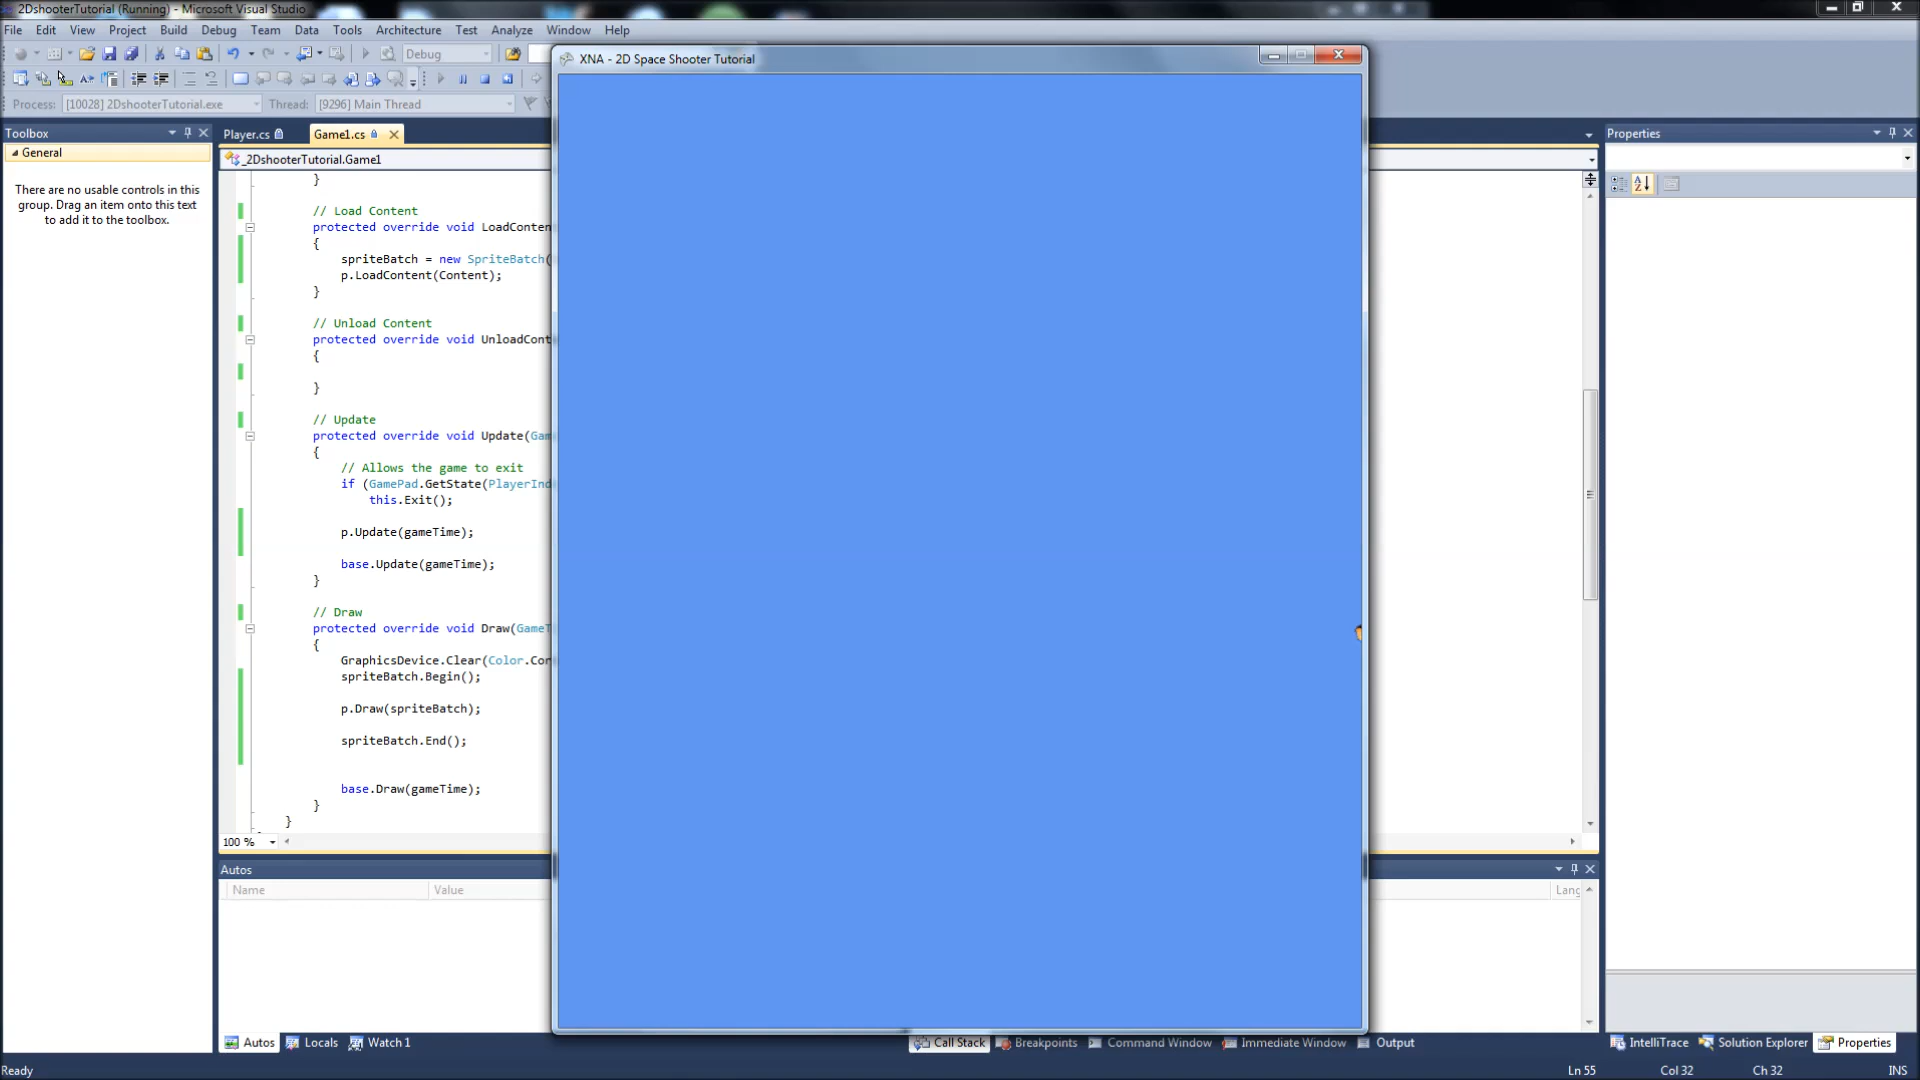 2DshooterTutorial (Running) - Microsoft Visual Studio
File Edit View Project Build Debug Team Data Tools Architecture Test Analyze Window Help
Debug
Process: [10028] 2DshooterTutorial.exe Thread: [9296] Main Thread
XNA - 2D Space Shooter Tutorial
Toolbox
General
There are no usable controls in this
group. Drag an item onto this text
to add it to the toolbox.
Player.cs Game1.cs
_2DshooterTutorial.Game1
}
// Load Content
protected override void LoadConten
{
spriteBatch = new SpriteBatch(
p.LoadContent(Content);
}
// Unload Content
protected override void UnloadCont
{
}
// Update
protected override void Update(Gam
{
// Allows the game to exit
if (GamePad.GetState(PlayerInd
this.Exit();
p.Update(gameTime);
base.Update(gameTime);
}
// Draw
protected override void Draw(GameT
{
GraphicsDevice.Clear(Color.Cor
spriteBatch.Begin();
p.Draw(spriteBatch);
spriteBatch.End();
base.Draw(gameTime);
}
}
100 %
Autos
Name Value Lang
Autos Locals Watch 1
Call Stack Breakpoints Command Window Immediate Window Output
Properties
IntelliTrace Solution Explorer Properties
Ready Ln 55 Col 32 Ch 32 INS